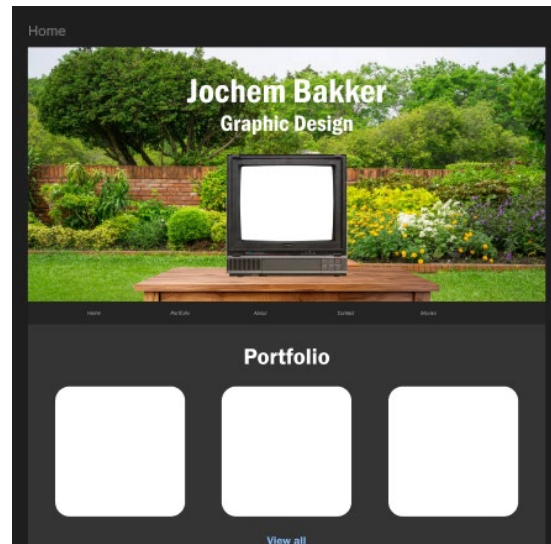 Home
Jochem Bakker
Graphic Design
Home Portfolio About Contact Movies
Portfolio
View all